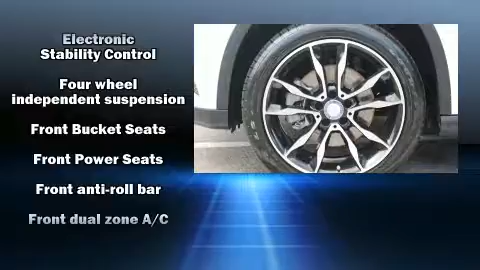 Electronic
Stability Control
Four wheel
independent suspension
Front Bucket Seats
Front Power Seats
Front anti-roll bar
Front dual zone A/C